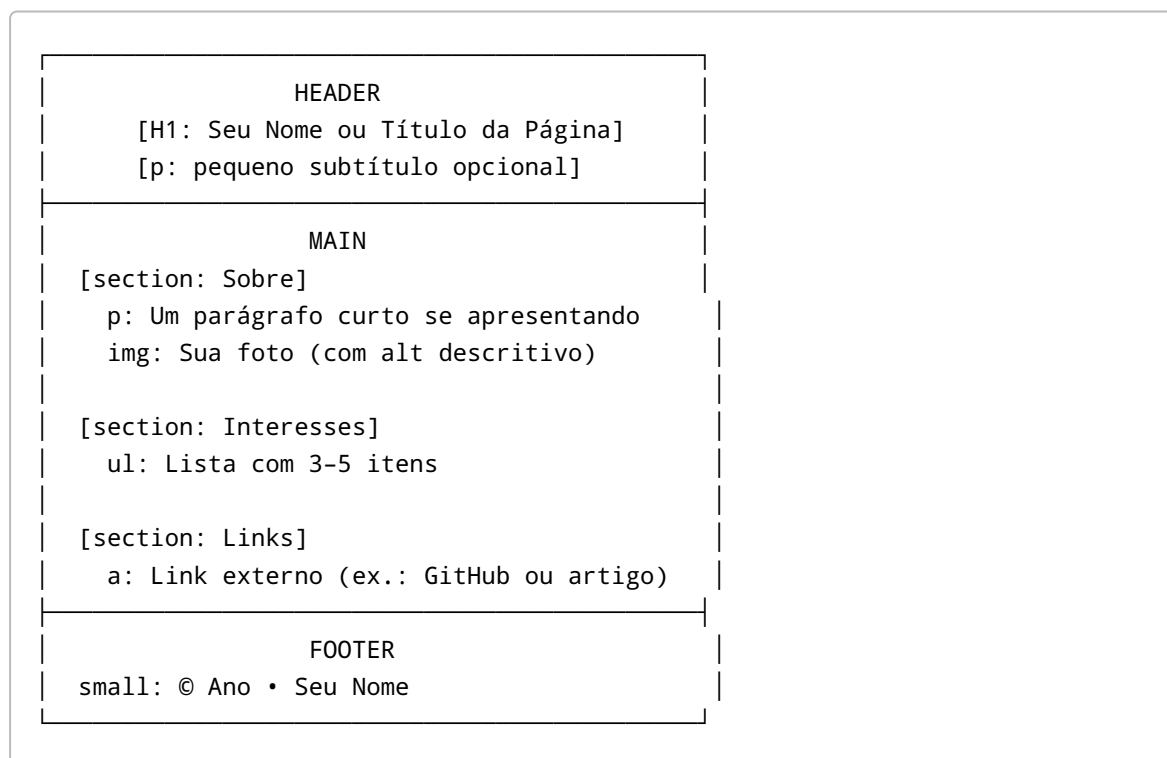 HEADER
[H1: Seu Nome ou Título da Página]
[p: pequeno subtítulo opcional]
MAIN
[section: Sobre]
p: Um parágrafo curto se apresentando
img: Sua foto (com alt descritivo)
[section: Interesses]
ul: Lista com 3–5 itens
[section: Links]
a: Link externo (ex.: GitHub ou artigo)
FOOTER
small: © Ano • Seu Nome